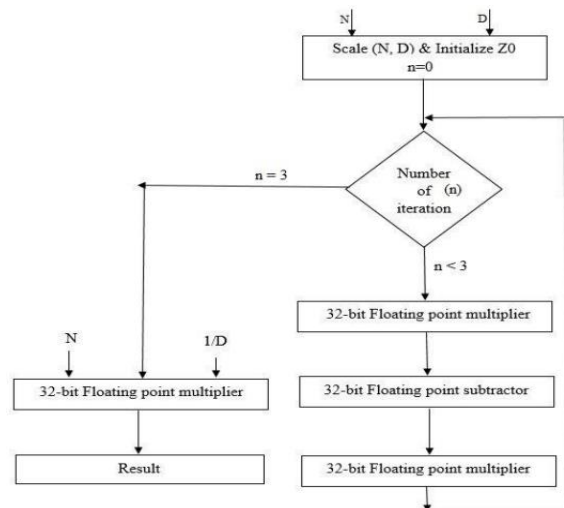 N D
Scale (N, D) & Initialize Z0
n=0
Number
of (n)
iteration
n = 3
n < 3
32-bit Floating point multiplier
32-bit Floating point subtractor
32-bit Floating point multiplier
N 1/D
32-bit Floating point multiplier
Result